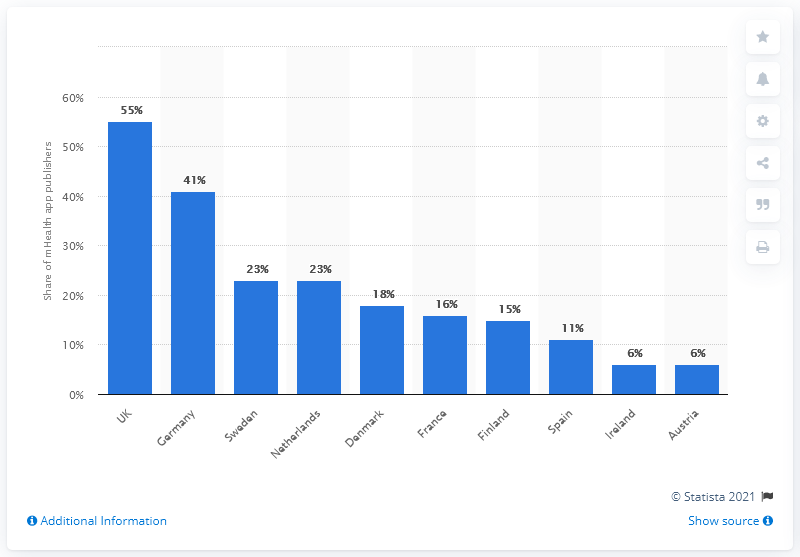 Share of mHealth app publishers
60%
50%
40%
30%
20%
10%
0%
55%
41%
23%
23%
18%
16%
15%
11%
6%
6%
UK
Germany
Sweden
Netherlands
Denmark
France
Finland
Spain
Ireland
Austria
© Statista 2021
Additional Information
Show source